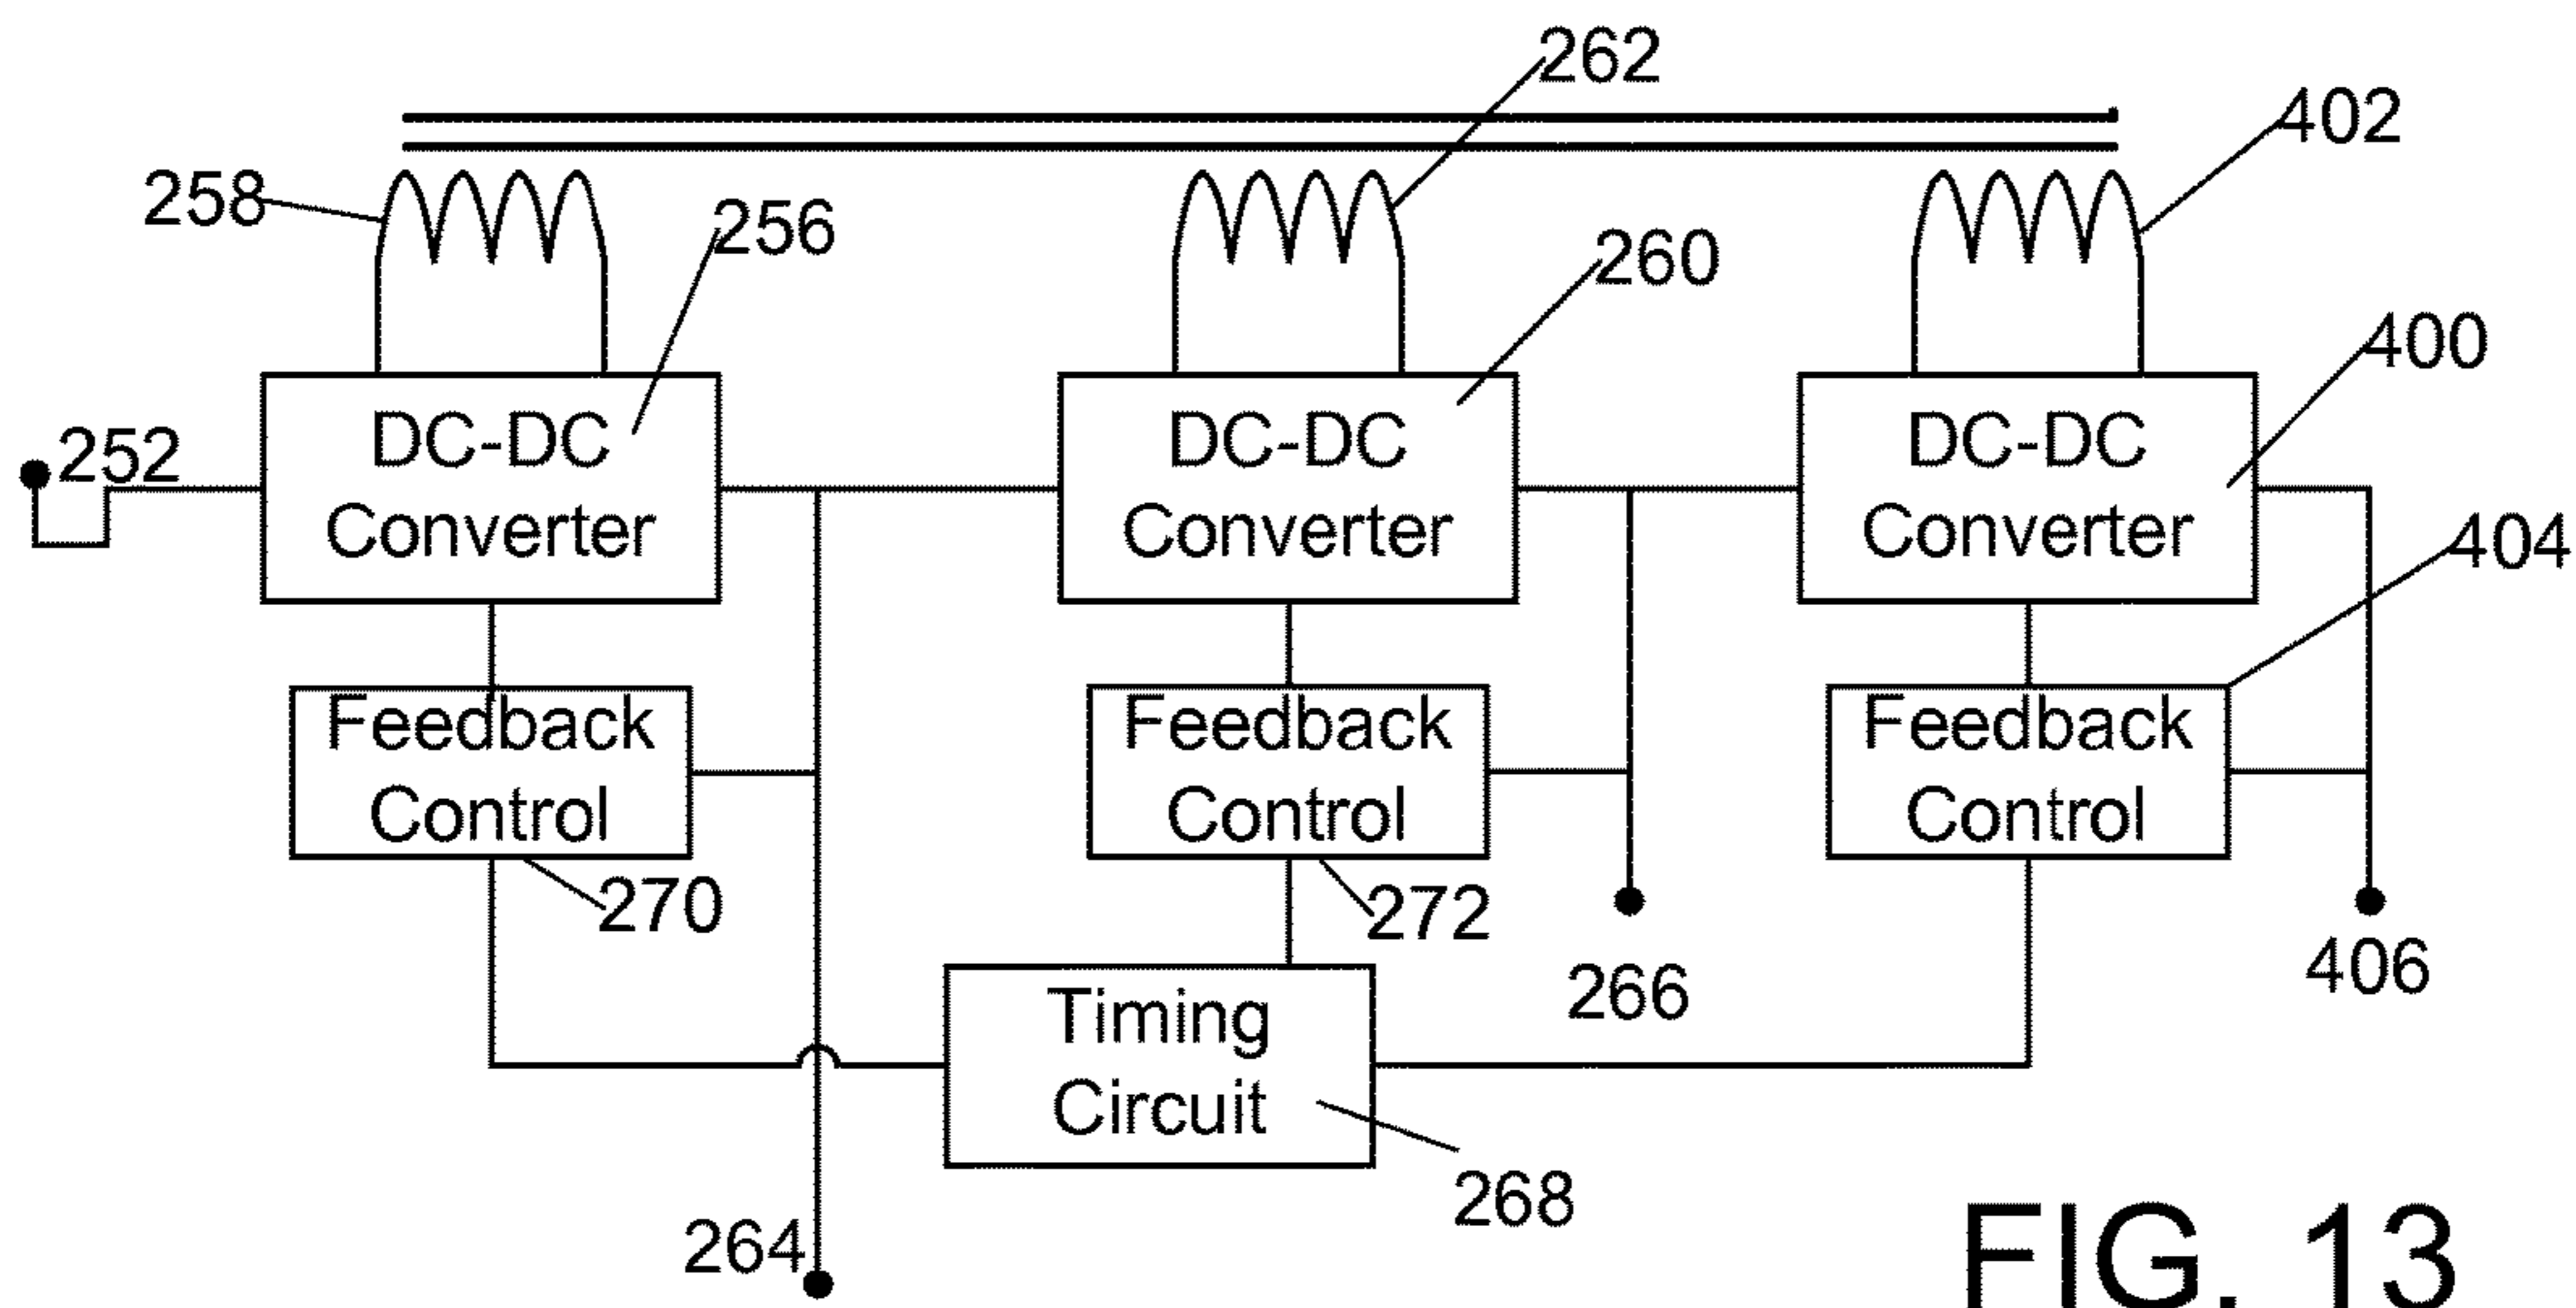 262
402
258
256
260
400
252
DC-DC
Converter
DC-DC
Converter
DC-DC
Converter
404
Feedback
Control
Feedback
Control
Feedback
Control
270
272
266
406
Timing
Circuit
268
264
FIG. 13